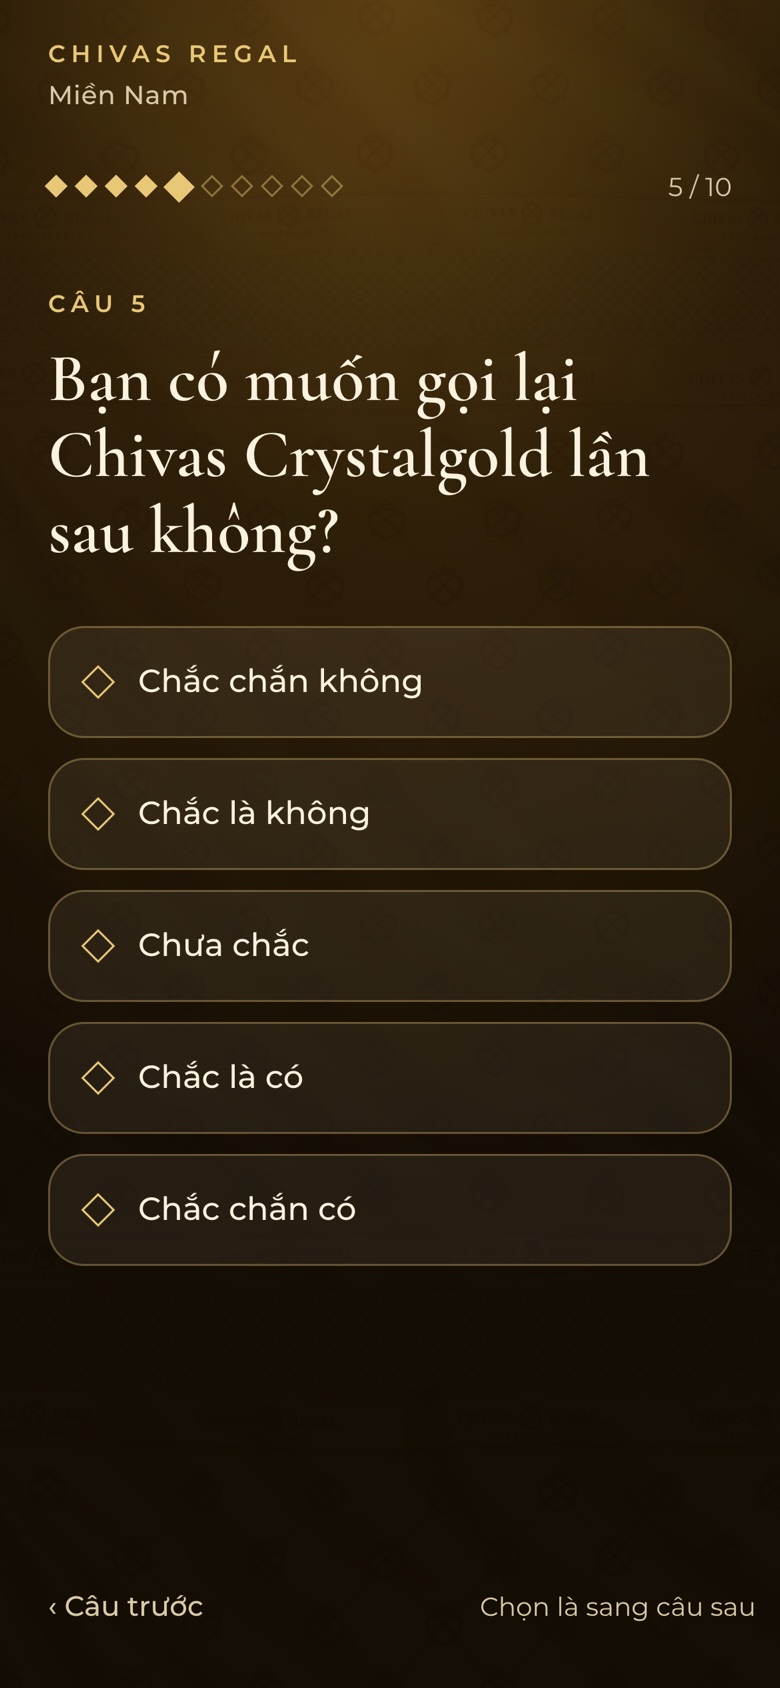 CHIVAS REGAL
Miền Nam
5 / 10
CÂU 5
Bạn có muốn gọi lại
Chivas Crystalgold lần
sau không?
Chắc chắn không
Chắc là không
Chưa chắc
Chắc là có
Chắc chắn có
‹ Câu trước
Chọn là sang câu sau